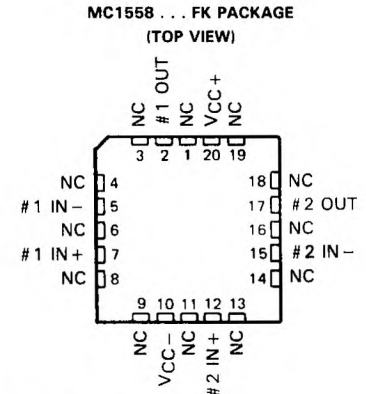 MC1558 . . . FK PACKAGE
(TOP VIEW)
NC
#1 OUT
NC
VCC+
NC
3 2 1 20 19
NC 4
#1 IN− 5
NC 6
#1 IN+ 7
NC 8
18 NC
17 #2 OUT
16 NC
15 #2 IN−
14 NC
9 10 11 12 13
NC
VCC−
NC
#2 IN+
NC